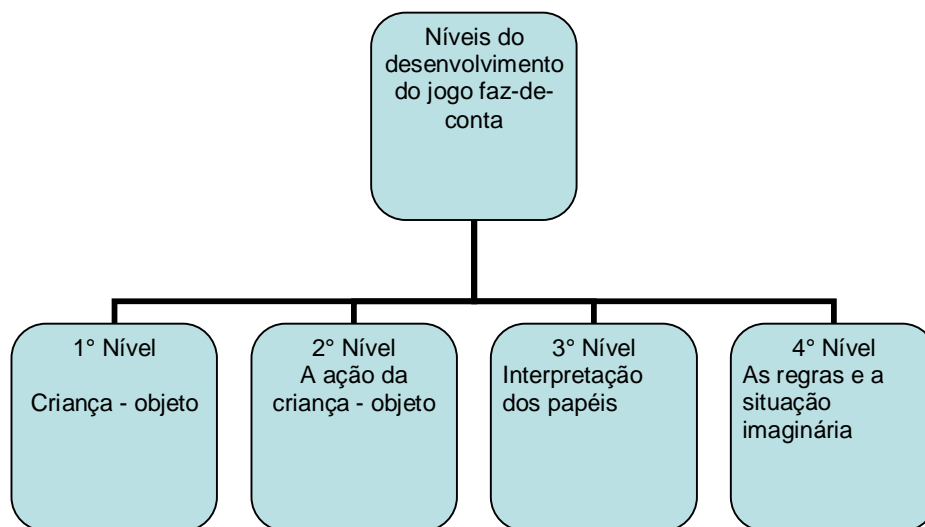 Níveis do
desenvolvimento
do jogo faz-de-
conta
1° Nível
Criança - objeto
2° Nível
A ação da
criança - objeto
3° Nível
Interpretação
dos papéis
4° Nível
As regras e a
situação
imaginária